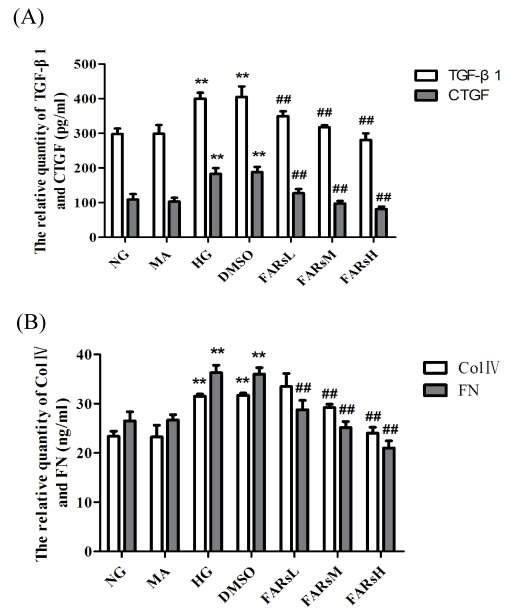 (A)
The relative quantity of TGF-β 1
and CTGF (pg/ml)
500
400
300
200
100
0
** ** ## ## ##
** ** ## ## ##
TGF-β 1
CTGF
NG MA HG DMSO FARsL FARsM FARsH
(B)
The relative quantity of ColⅣ
and FN (ng/ml)
40
30
20
10
0
** ** ## ##
** ** ## ## ##
ColⅣ
FN
NG MA HG DMSO FARsL FARsM FARsH